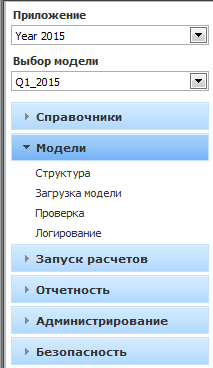 Приложение
Year 2015
Выбор модели
Q1_2015
Справочники
Модели
Структура
Загрузка модели
Проверка
Логирование
Запуск расчетов
Отчетность
Администрирование
Безопасность